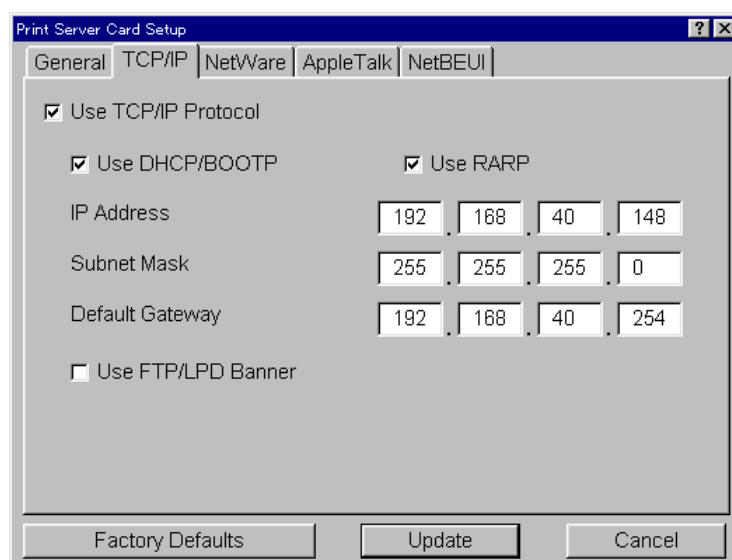 Print Server Card Setup
General TCP/IP NetWare AppleTalk NetBEUI
Use TCP/IP Protocol
Use DHCP/BOOTP Use RARP
IP Address 192 . 168 . 40 . 148
Subnet Mask 255 . 255 . 255 . 0
Default Gateway 192 . 168 . 40 . 254
Use FTP/LPD Banner
Factory Defaults Update Cancel